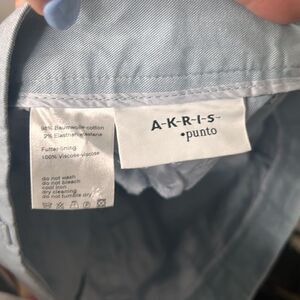 98% Baumwolle-cotton
2% Elasthan-elastane
Futter-lining
100% Viscose-viscose
do not wash
do not bleach
cool iron
dry cleaning
do not tumble dry
A-K-R-I-S-
•punto